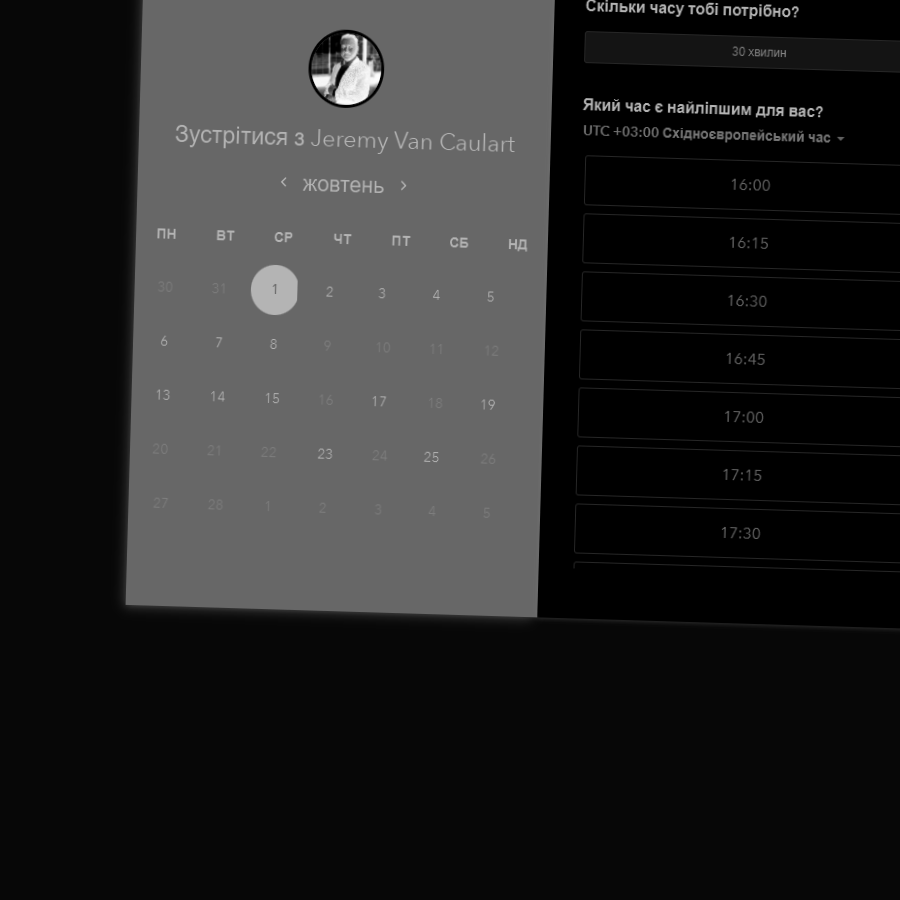 Зустрітися з Jeremy Van Caulart
жовтень
ПН ВТ СР ЧТ ПТ СБ НД
30 31 1 2 3 4 5
6 7 8 9 10 11 12
13 14 15 16 17 18 19
20 21 22 23 24 25 26
27 28 1 2 3 4 5
Скільки часу тобі потрібно?
30 хвилин
Який час є найліпшим для вас?
UTC +03:00 Східноєвропейський час
16:00
16:15
16:30
16:45
17:00
17:15
17:30